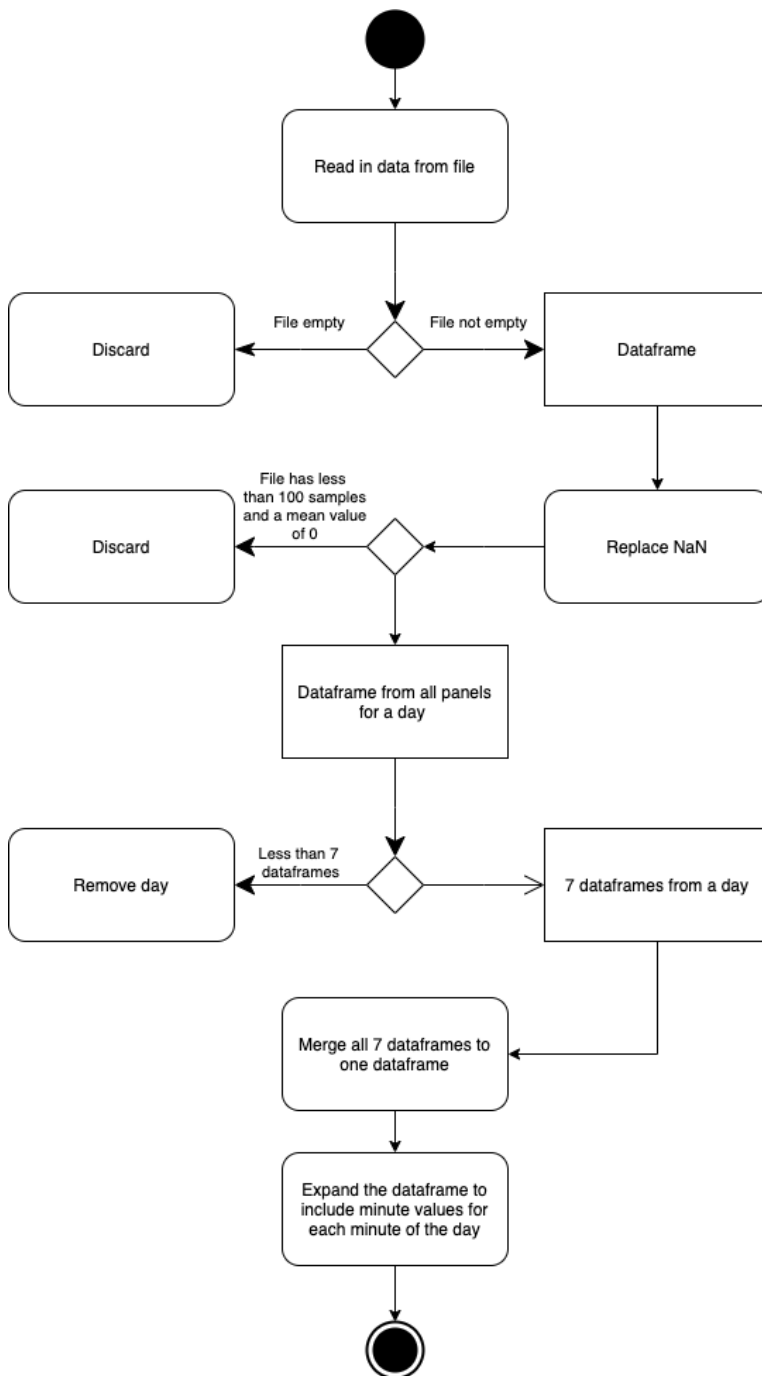 Read in data from file
File empty
File not empty
Discard
Dataframe
File has less
than 100 samples
and a mean value
of 0
Discard
Replace NaN
Dataframe from all panels
for a day
Less than 7
dataframes
Remove day
7 dataframes from a day
Merge all 7 dataframes to
one dataframe
Expand the dataframe to
include minute values for
each minute of the day